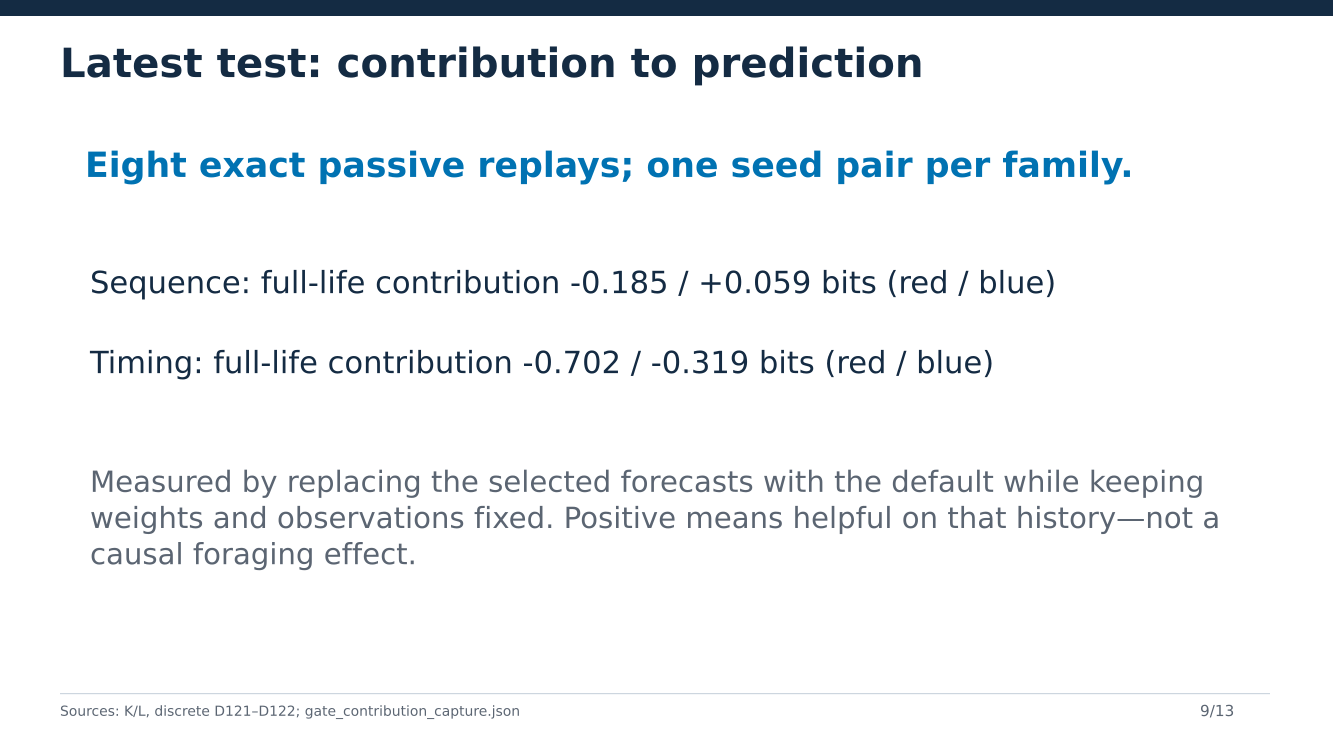 Latest test: contribution to prediction
Eight exact passive replays; one seed pair per family.
Sequence: full-life contribution -0.185 / +0.059 bits (red / blue)
Timing: full-life contribution -0.702 / -0.319 bits (red / blue)
Measured by replacing the selected forecasts with the default while keeping
weights and observations fixed. Positive means helpful on that history—not a
causal foraging effect.
Sources: K/L, discrete D121–D122; gate_contribution_capture.json
9/13